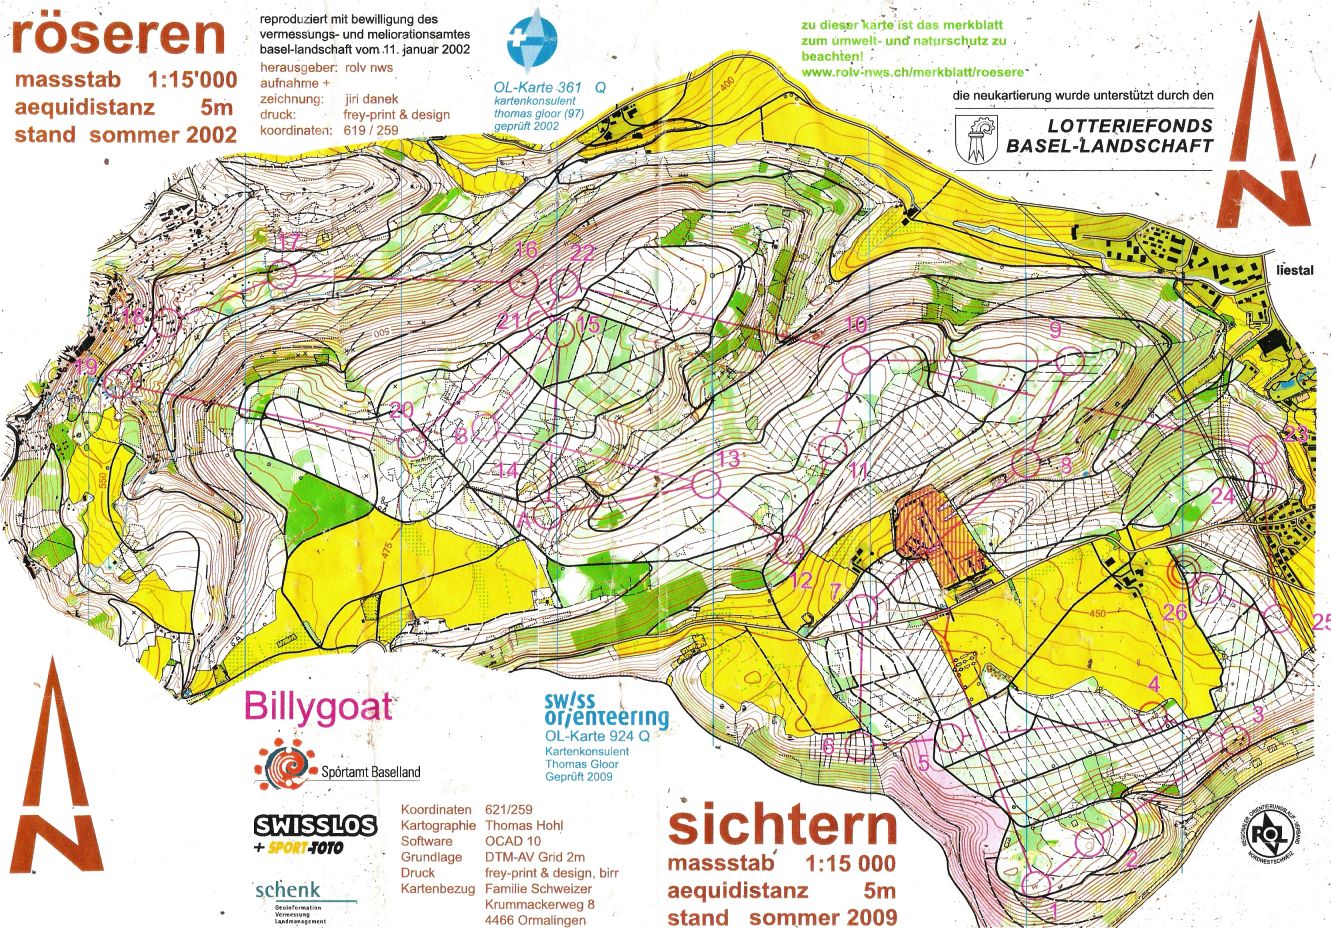 röseren
massstab 1:15'000
aequidistanz 5m
stand sommer 2002
reproduziert mit bewilligung des
vermessungs- und meliorationsamtes
basel-landschaft vom 11. januar 2002
herausgeber: rolv nws
aufnahme +
zeichnung: jiri danek
druck: frey-print & design
koordinaten: 619 / 259
OL-Karte 361 Q
kartenkonsulent
thomas gloor (97)
geprüft 2002
zu dieser karte ist das merkblatt
zum umwelt- und naturschutz zu
beachten!
www.rolv-nws.ch/merkblatt/roesere
die neukartierung wurde unterstützt durch den
LOTTERIEFONDS
BASEL-LANDSCHAFT
N
liestal
400
500
550
475
450
17
16
22
18
21
15
10
9
19
20
B
14
13
11
8
23
24
A
12
7
26
25
4
3
6
5
2
1
Billygoat
Sportamt Baselland
SWISSLOS
+ SPORT-TOTO
schenk
Geoinformation
Vermessung
Landmanagement
swiss
orienteering
OL-Karte 924 Q
Kartenkonsulent
Thomas Gloor
Geprüft 2009
Koordinaten 621/259
Kartographie Thomas Hohl
Software OCAD 10
Grundlage DTM-AV Grid 2m
Druck frey-print & design, birr
Kartenbezug Familie Schweizer
Krummackerweg 8
4466 Ormalingen
sichtern
massstab 1:15 000
aequidistanz 5m
stand sommer 2009
N
REGIONALER ORIENTIERUNGSLAUF VERBAND
ROL
NORDWESTSCHWEIZ